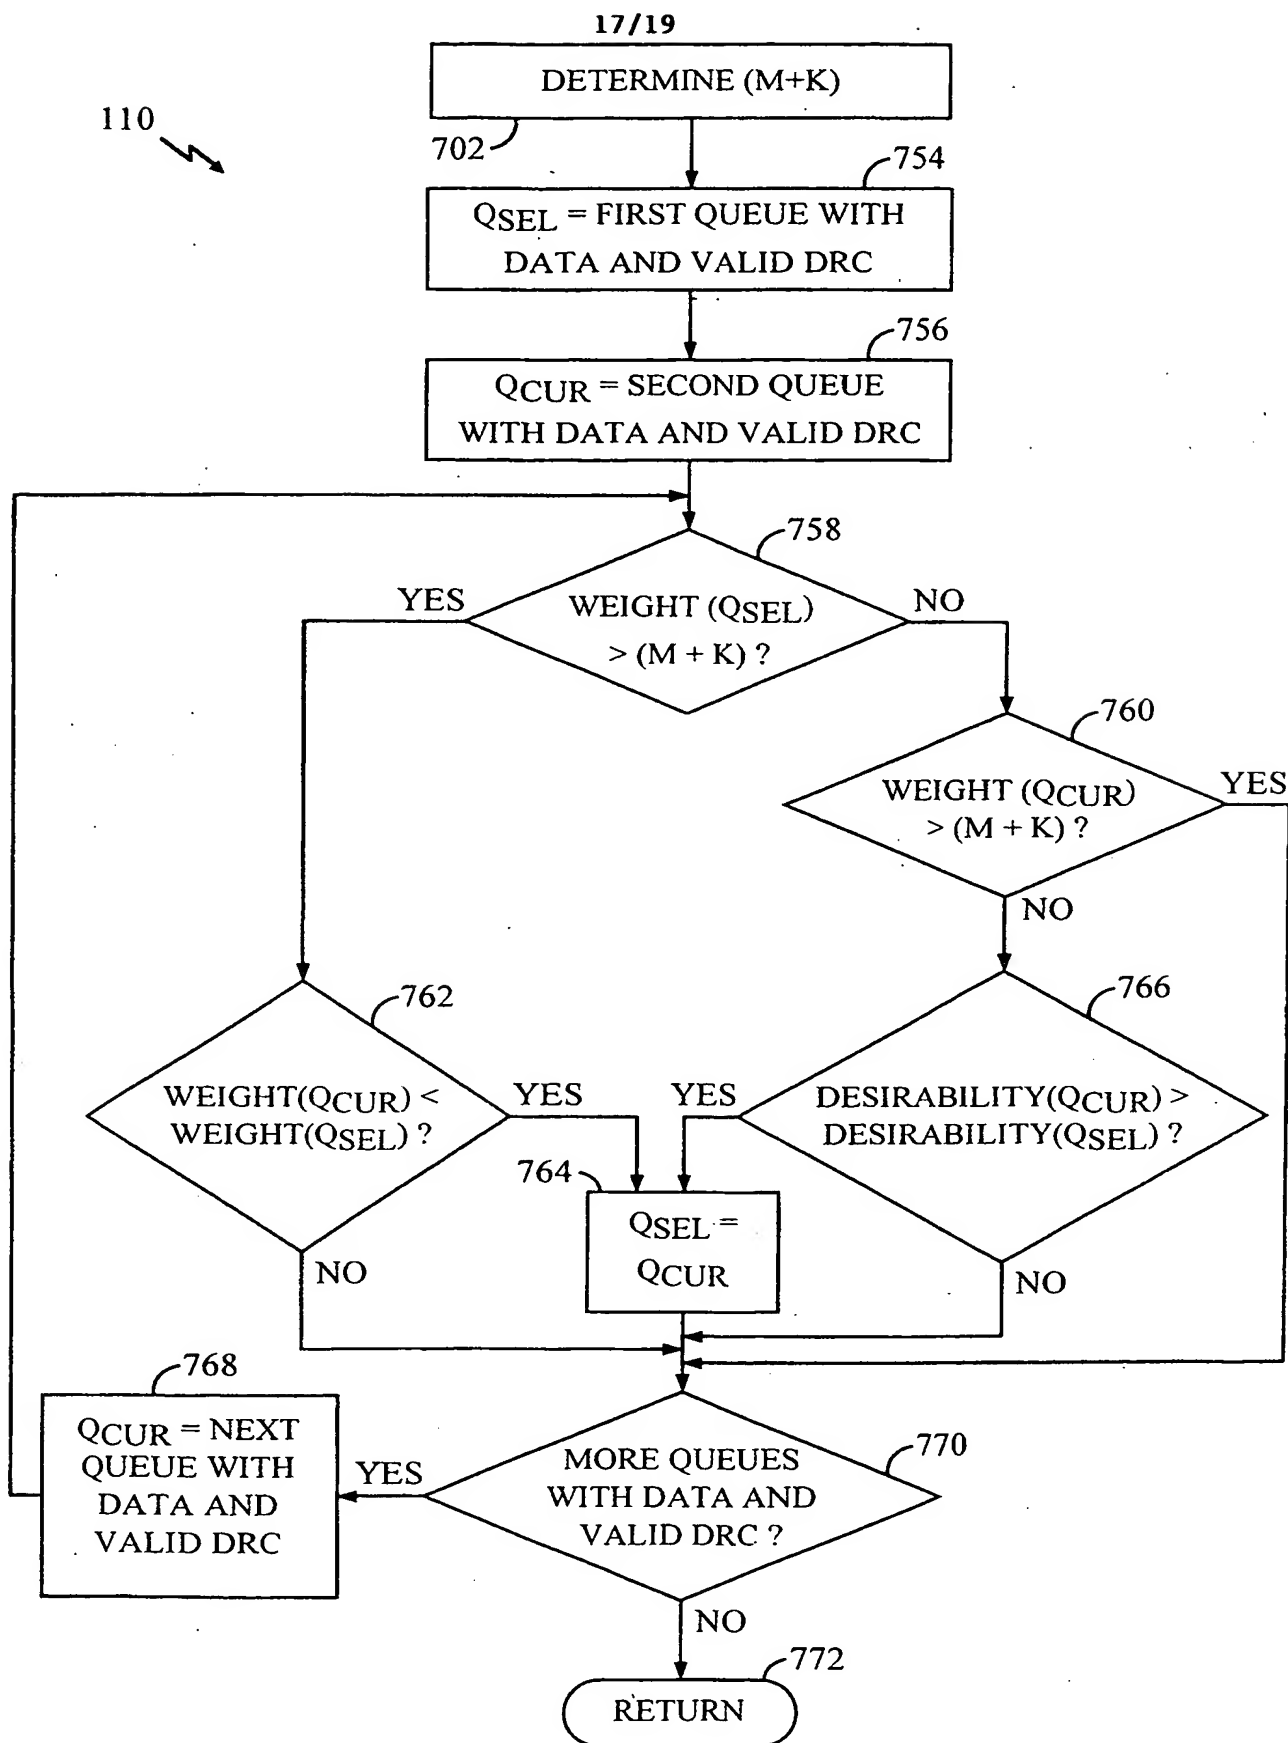 17/19
DETERMINE (M+K)
110
702
754
QSEL = FIRST QUEUE WITH
DATA AND VALID DRC
756
QCUR = SECOND QUEUE
WITH DATA AND VALID DRC
758
YES
WEIGHT (QSEL)
> (M + K) ?
NO
760
WEIGHT (QCUR)
> (M + K) ?
YES
NO
762
WEIGHT(QCUR) <
WEIGHT(QSEL) ?
YES
NO
766
YES
DESIRABILITY(QCUR) >
DESIRABILITY(QSEL) ?
NO
764
QSEL =
QCUR
768
QCUR = NEXT
QUEUE WITH
DATA AND
VALID DRC
YES
770
MORE QUEUES
WITH DATA AND
VALID DRC ?
NO
772
RETURN